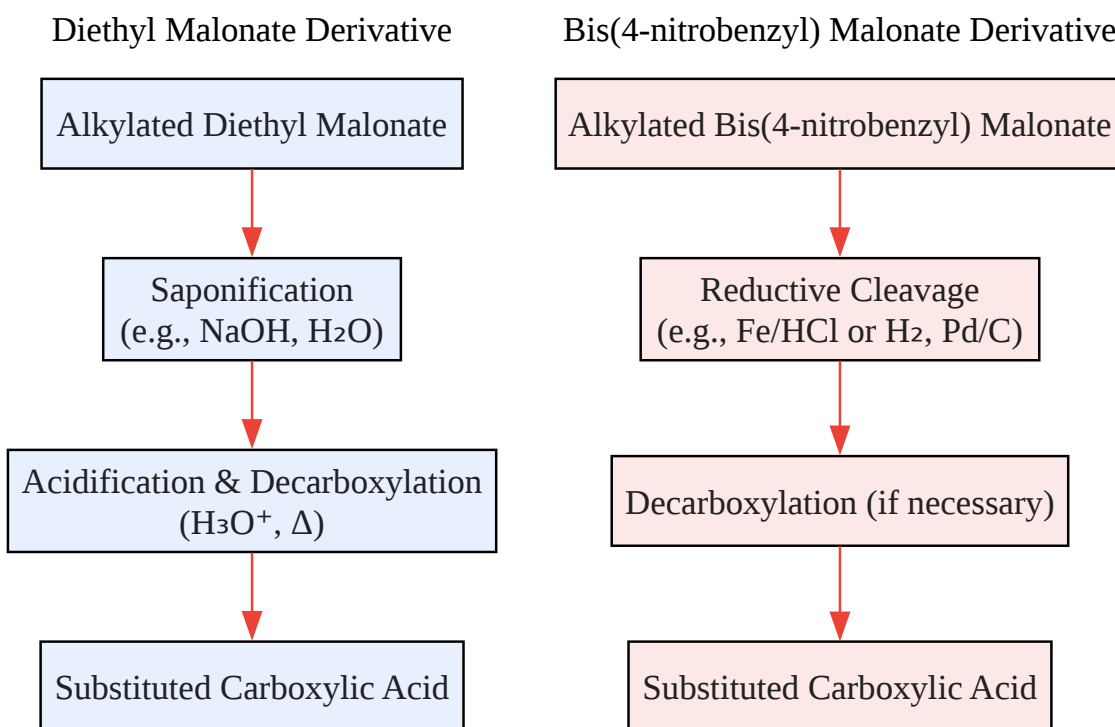 Diethyl Malonate Derivative
Alkylated Diethyl Malonate
Saponification
(e.g., NaOH, H₂O)
Acidification & Decarboxylation
(H₃O⁺, Δ)
Substituted Carboxylic Acid
Bis(4-nitrobenzyl) Malonate Derivative
Alkylated Bis(4-nitrobenzyl) Malonate
Reductive Cleavage
(e.g., Fe/HCl or H₂, Pd/C)
Decarboxylation (if necessary)
Substituted Carboxylic Acid